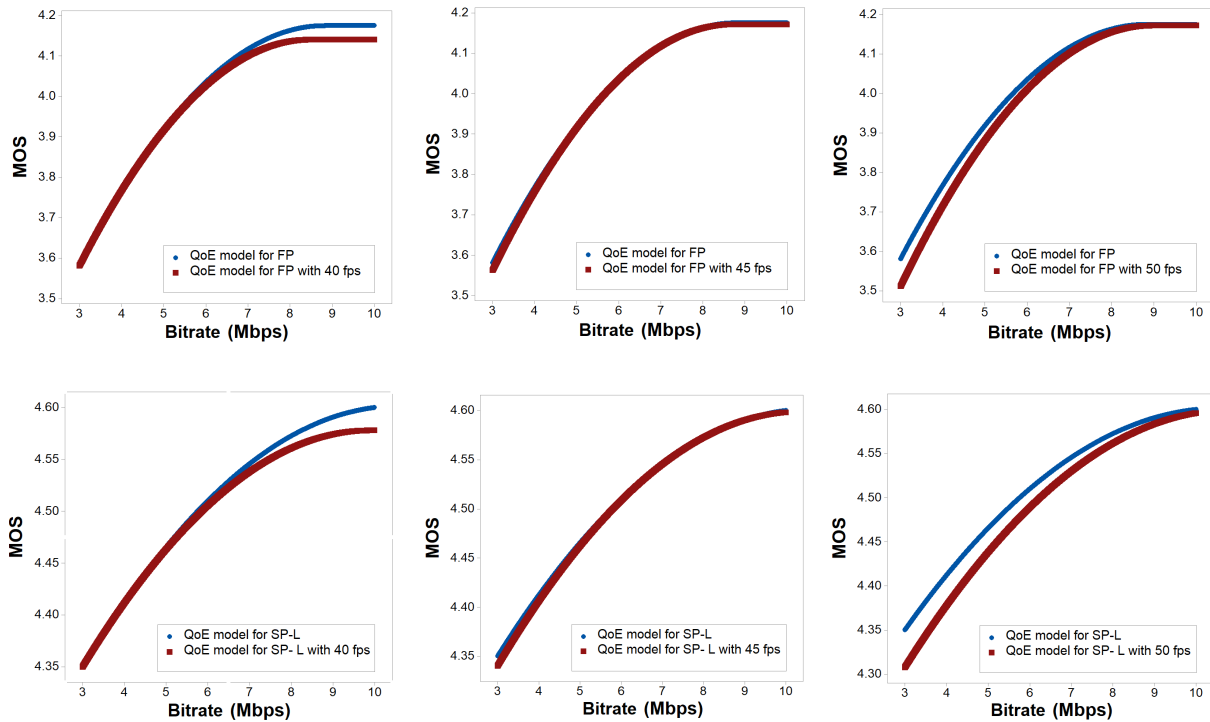 4.2
4.1
4.0
3.9
3.8
3.7
3.6
3.5
MOS
QoE model for FP
QoE model for FP with 40 fps
3 4 5 6 7 8 9 10
Bitrate (Mbps)
4.2
4.1
4.0
3.9
3.8
3.7
3.6
3.5
MOS
QoE model for FP
QoE model for FP with 45 fps
3 4 5 6 7 8 9 10
Bitrate (Mbps)
4.2
4.1
4.0
3.9
3.8
3.7
3.6
3.5
MOS
QoE model for FP
QoE model for FP with 50 fps
3 4 5 6 7 8 9 10
Bitrate (Mbps)
4.60
4.55
4.50
4.45
4.40
4.35
MOS
QoE model for SP-L
QoE model for SP- L with 40 fps
3 4 5 6 7 8 9 10
Bitrate (Mbps)
4.60
4.55
4.50
4.45
4.40
4.35
MOS
QoE model for SP-L
QoE model for SP- L with 45 fps
3 4 5 6 7 8 9 10
Bitrate (Mbps)
4.60
4.55
4.50
4.45
4.40
4.35
4.30
MOS
QoE model for SP-L
QoE model for SP- L with 50 fps
3 4 5 6 7 8 9 10
Bitrate (Mbps)